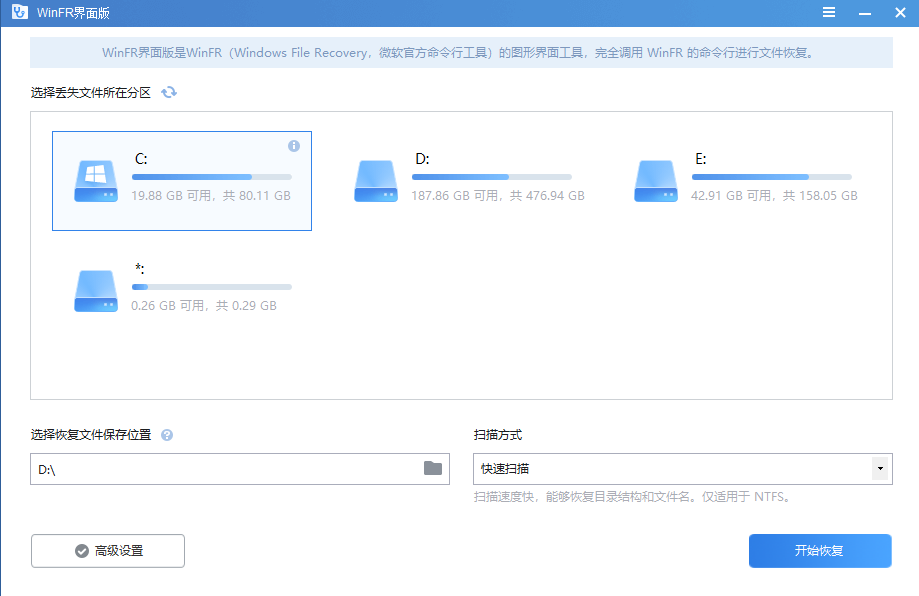 WinFR界面版
WinFR界面版是WinFR（Windows File Recovery，微软官方命令行工具）的图形界面工具，完全调用 WinFR 的命令行进行文件恢复。
选择丢失文件所在分区
C:
19.88 GB 可用，共 80.11 GB
D:
187.86 GB 可用，共 476.94 GB
E:
42.91 GB 可用，共 158.05 GB
*:
0.26 GB 可用，共 0.29 GB
选择恢复文件保存位置
D:\
扫描方式
快速扫描
扫描速度快，能够恢复目录结构和文件名。仅适用于 NTFS。
高级设置
开始恢复